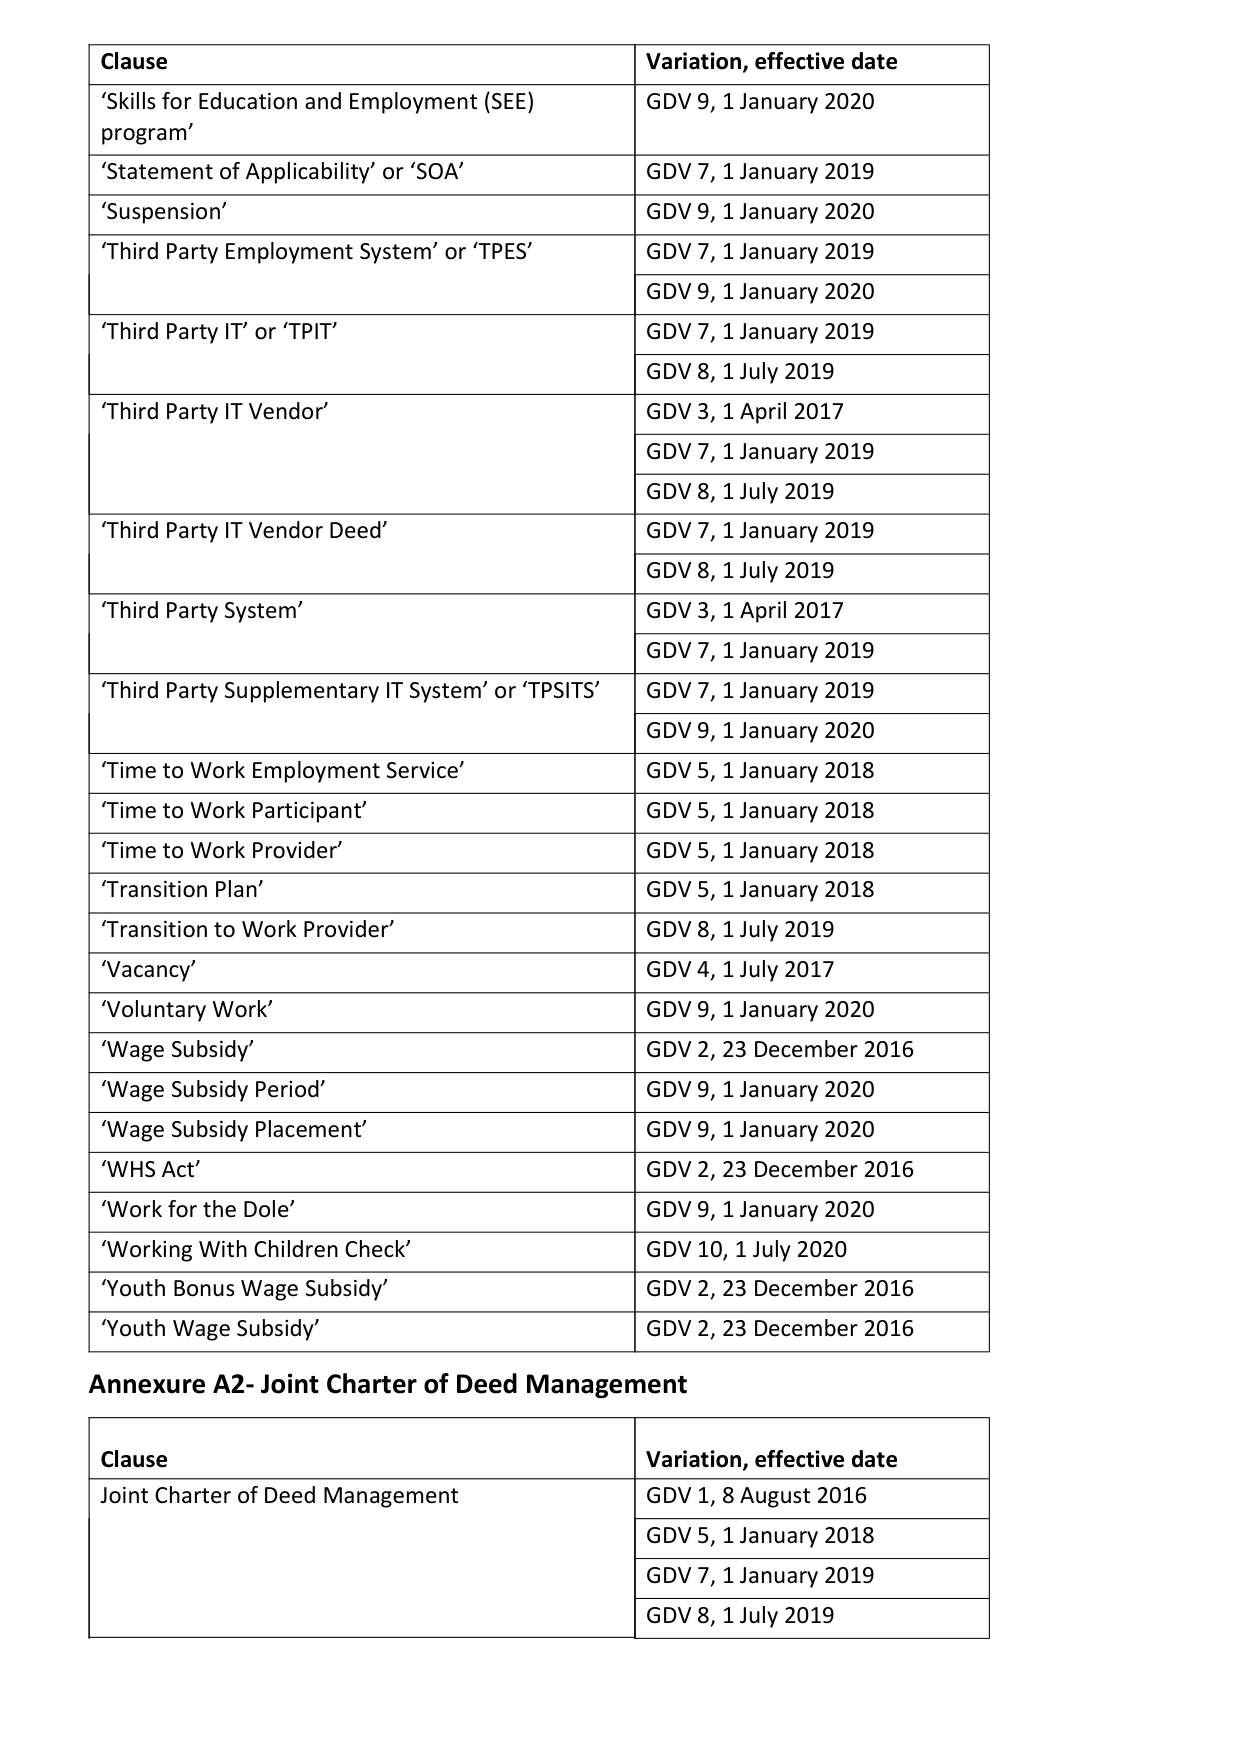 Clause Variation, effective date
‘Skills for Education and Employment (SEE) GDV 9, 1 January 2020
program’
‘Statement of Applicability’ or ‘SOA’ GDV 7, 1 January 2019
‘Suspension’ GDV 9, 1 January 2020
‘Third Party Employment System’ or ‘TPES’ GDV 7, 1 January 2019
GDV 9, 1 January 2020
‘Third Party IT’ or ‘TPIT’ GDV 7, 1 January 2019
GDV 8, 1 July 2019
‘Third Party IT Vendor’ GDV 3, 1 April 2017
GDV 7, 1 January 2019
GDV 8, 1 July 2019
‘Third Party IT Vendor Deed’ GDV 7, 1 January 2019
GDV 8, 1 July 2019
‘Third Party System’ GDV 3, 1 April 2017
GDV 7, 1 January 2019
‘Third Party Supplementary IT System’ or ‘TPSITS’ GDV 7, 1 January 2019
GDV 9, 1 January 2020
‘Time to Work Employment Service’ GDV 5, 1 January 2018
‘Time to Work Participant’ GDV 5, 1 January 2018
‘Time to Work Provider’ GDV 5, 1 January 2018
‘Transition Plan’ GDV 5, 1 January 2018
‘Transition to Work Provider’ GDV 8, 1 July 2019
‘Vacancy’ GDV 4, 1 July 2017
‘Voluntary Work’ GDV 9, 1 January 2020
‘Wage Subsidy’ GDV 2, 23 December 2016
‘Wage Subsidy Period’ GDV 9, 1 January 2020
‘Wage Subsidy Placement’ GDV 9, 1 January 2020
‘WHS Act’ GDV 2, 23 December 2016
‘Work for the Dole’ GDV 9, 1 January 2020
‘Working With Children Check’ GDV 10, 1 July 2020
‘Youth Bonus Wage Subsidy’ GDV 2, 23 December 2016
‘Youth Wage Subsidy’ GDV 2, 23 December 2016
Annexure A2- Joint Charter of Deed Management
Clause Variation, effective date
Joint Charter of Deed Management GDV 1, 8 August 2016
GDV 5, 1 January 2018
GDV 7, 1 January 2019
GDV 8, 1 July 2019